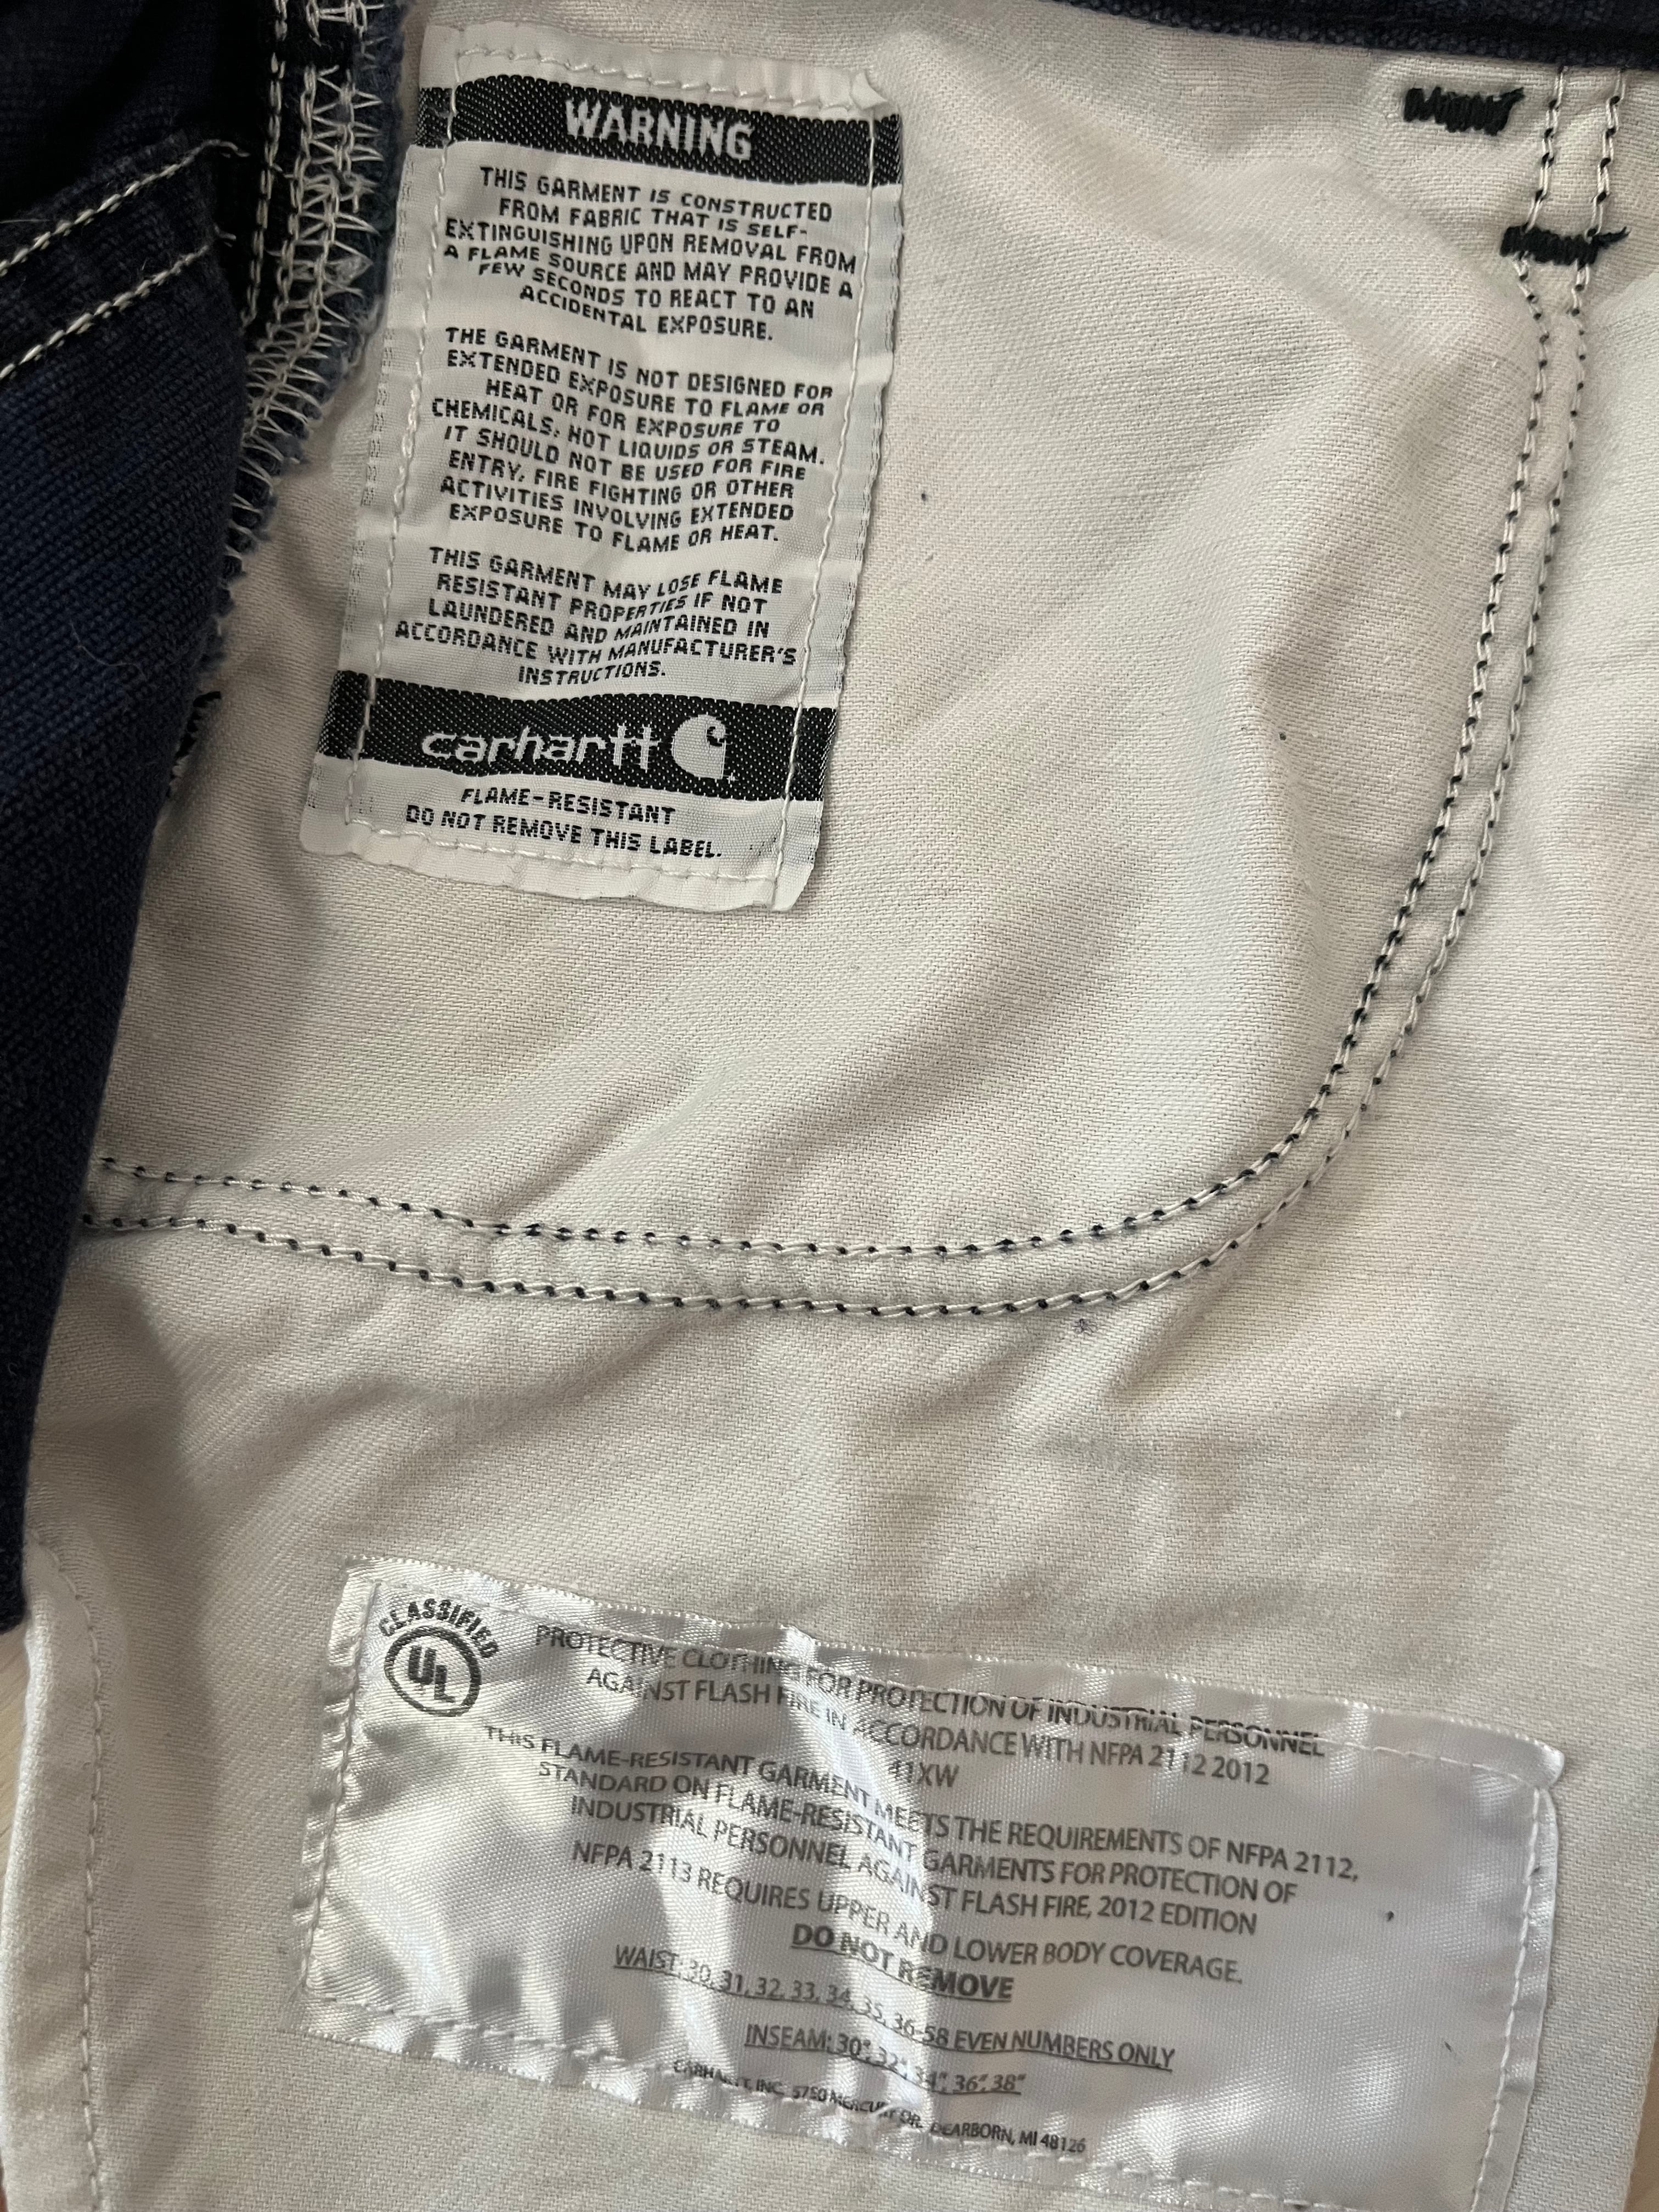 WARNING
THIS GARMENT IS CONSTRUCTED
FROM FABRIC THAT IS SELF-
EXTINGUISHING UPON REMOVAL FROM
A FLAME SOURCE AND MAY PROVIDE A
FEW SECONDS TO REACT TO AN
ACCIDENTAL EXPOSURE.
THE GARMENT IS NOT DESIGNED FOR
EXTENDED EXPOSURE TO FLAME OR
HEAT OR FOR EXPOSURE TO
CHEMICALS, HOT LIQUIDS OR STEAM.
IT SHOULD NOT BE USED FOR FIRE
ENTRY, FIRE FIGHTING OR OTHER
ACTIVITIES INVOLVING EXTENDED
EXPOSURE TO FLAME OR HEAT.
THIS GARMENT MAY LOSE FLAME
RESISTANT PROPERTIES IF NOT
LAUNDERED AND MAINTAINED IN
ACCORDANCE WITH MANUFACTURER'S
INSTRUCTIONS.
carhartt
FLAME-RESISTANT
DO NOT REMOVE THIS LABEL.
CLASSIFIED
UL
PROTECTIVE CLOTHING FOR PROTECTION OF INDUSTRIAL PERSONNEL
AGAINST FLASH FIRE IN ACCORDANCE WITH NFPA 2112 2012
41XW
THIS FLAME-RESISTANT GARMENT MEETS THE REQUIREMENTS OF NFPA 2112,
STANDARD ON FLAME-RESISTANT GARMENTS FOR PROTECTION OF
INDUSTRIAL PERSONNEL AGAINST FLASH FIRE, 2012 EDITION
NFPA 2113 REQUIRES UPPER AND LOWER BODY COVERAGE.
DO NOT REMOVE
WAIST: 30, 31, 32, 33, 34, 35, 36-58 EVEN NUMBERS ONLY
INSEAM: 30", 32", 34", 36", 38"
CARHARTT, INC. 5750 MERCURY DR. DEARBORN, MI 48126